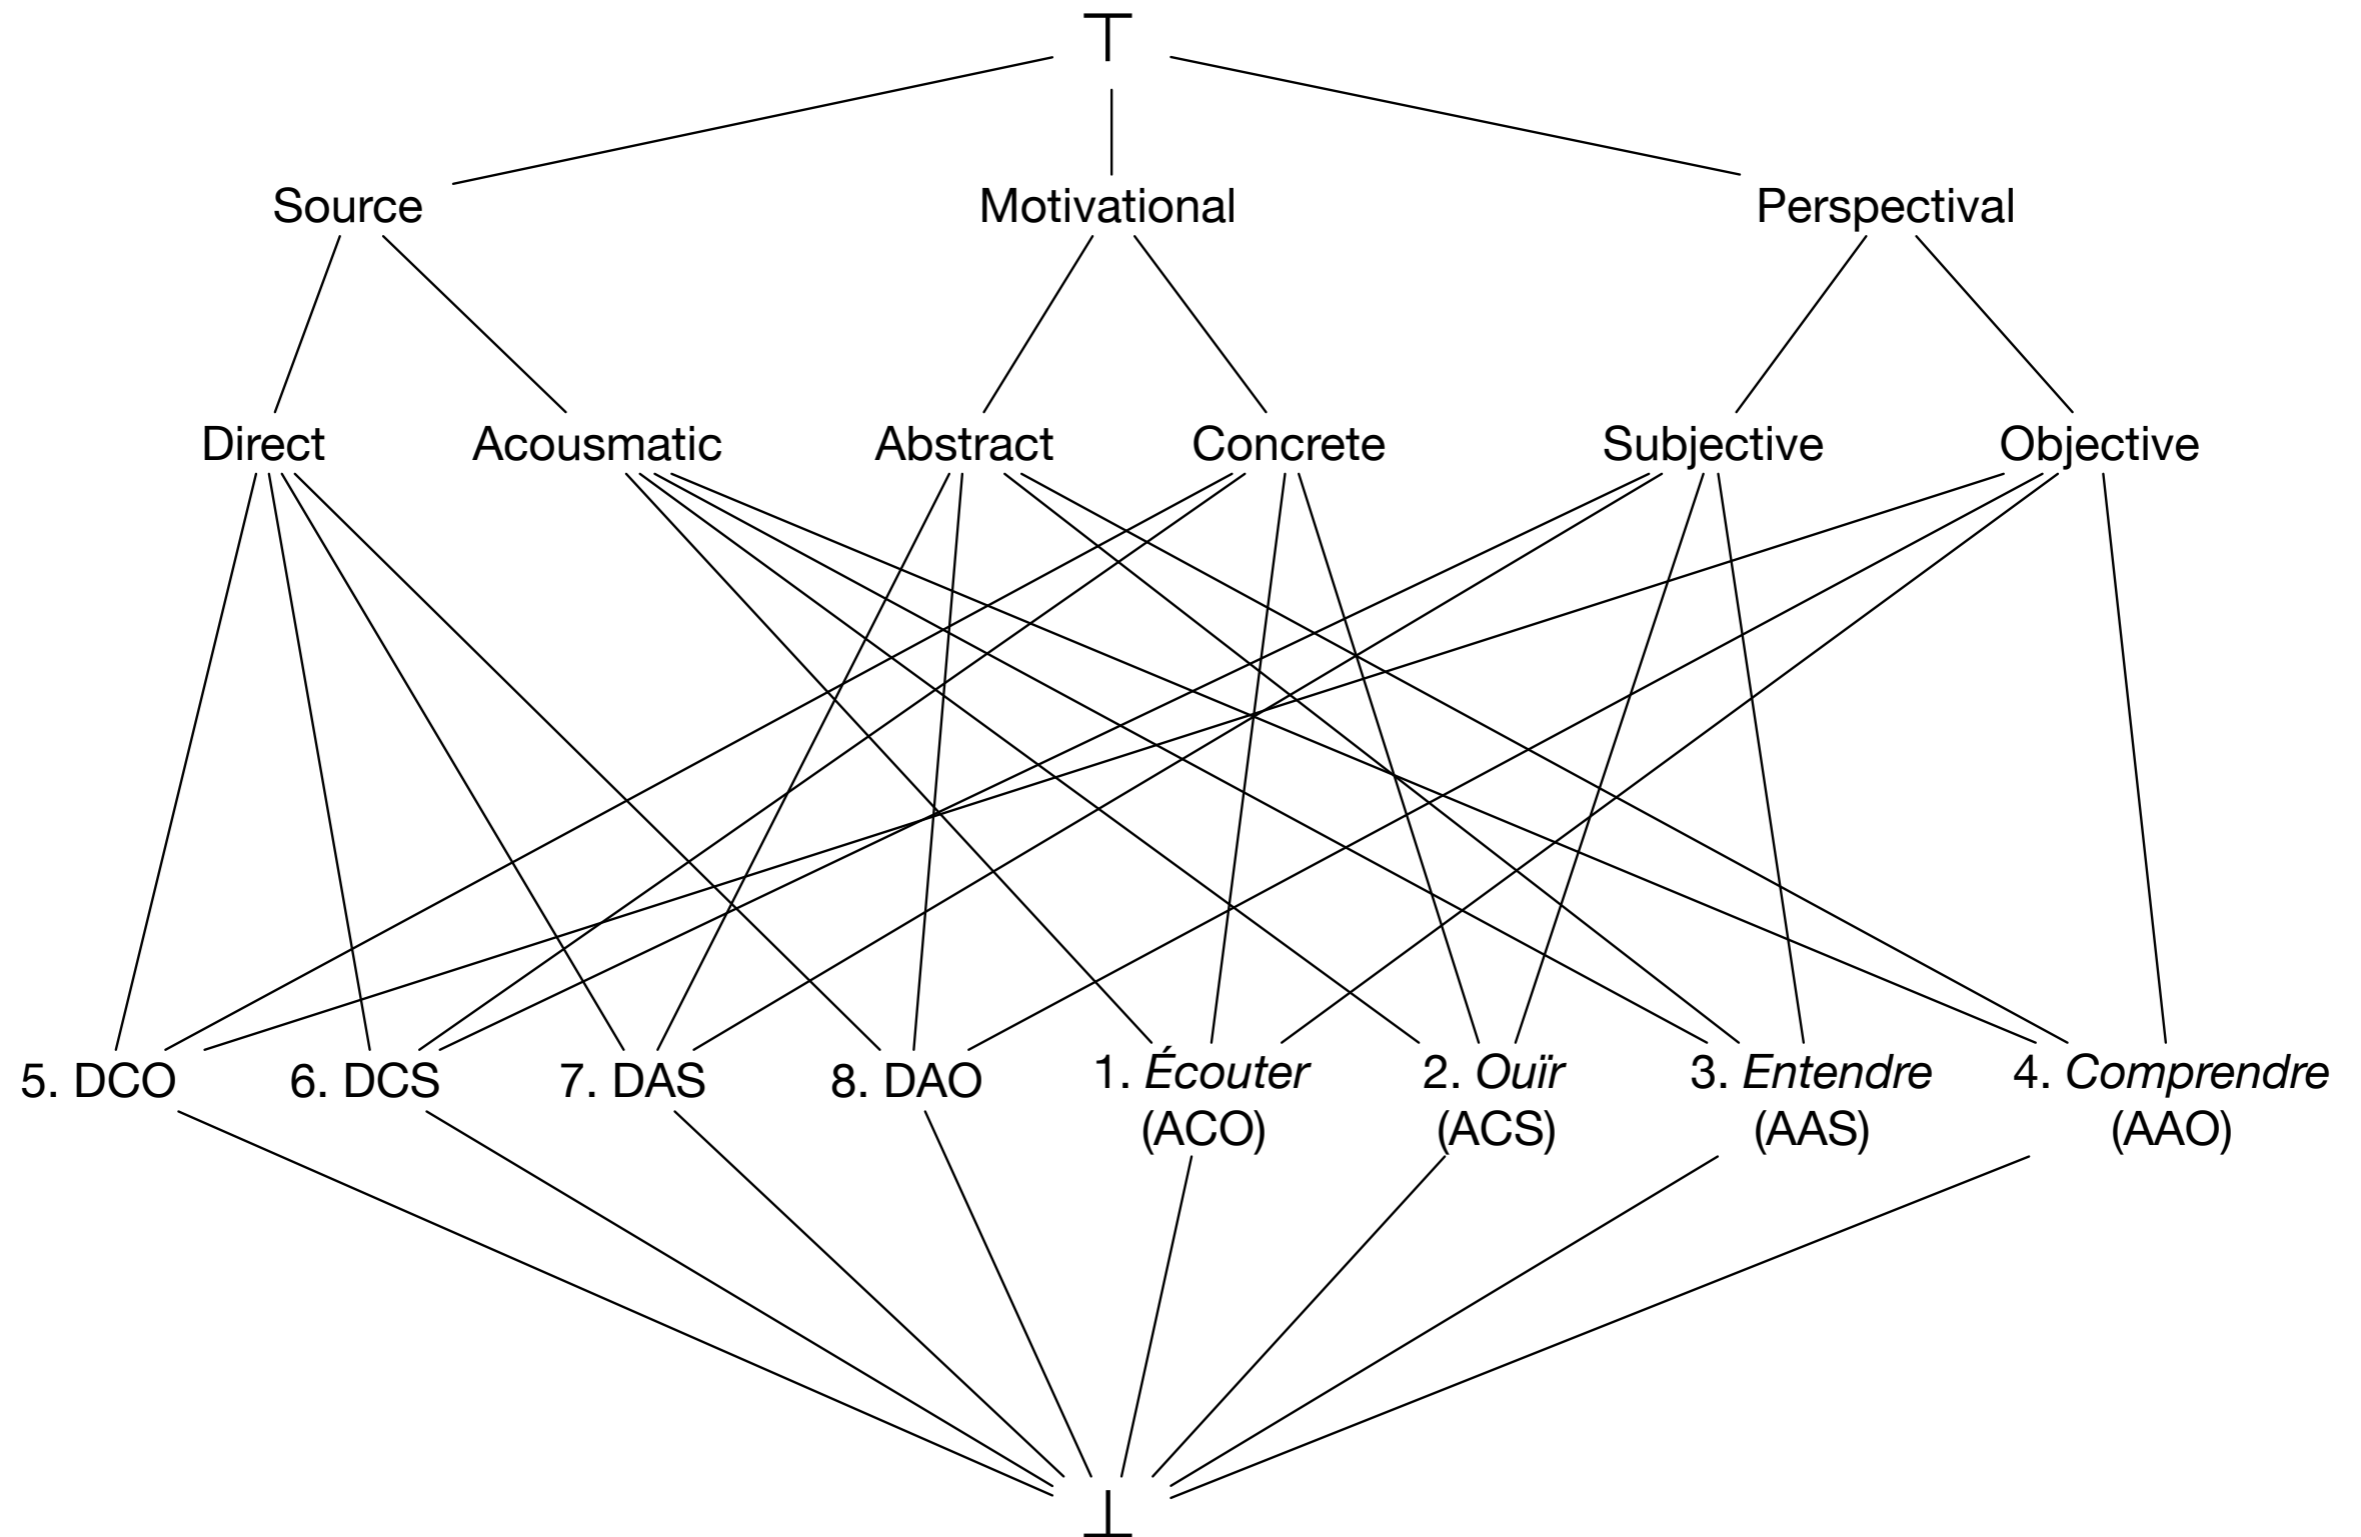 ⊤
Source Motivational Perspectival
Direct Acousmatic Abstract Concrete Subjective Objective
5. DCO 6. DCS 7. DAS 8. DAO 1. Écouter 2. Ouïr 3. Entendre 4. Comprendre
(ACO) (ACS) (AAS) (AAO)
⊥